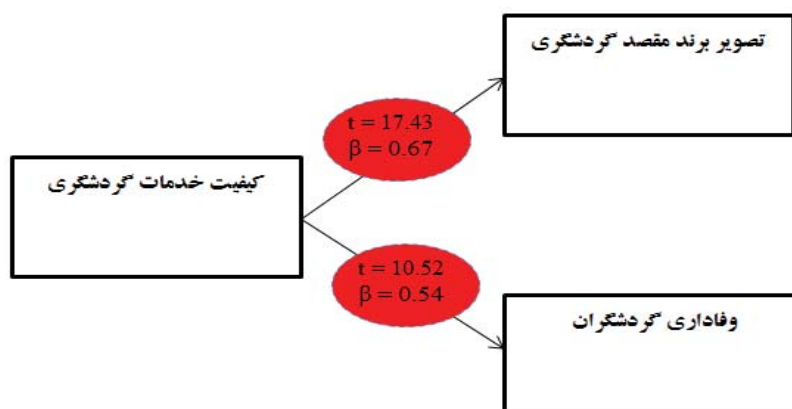 تصویر برند مقصد گردشگری
t = 17.43
β = 0.67
کیفیت خدمات گردشگری
t = 10.52
β = 0.54
وفاداری گردشگران